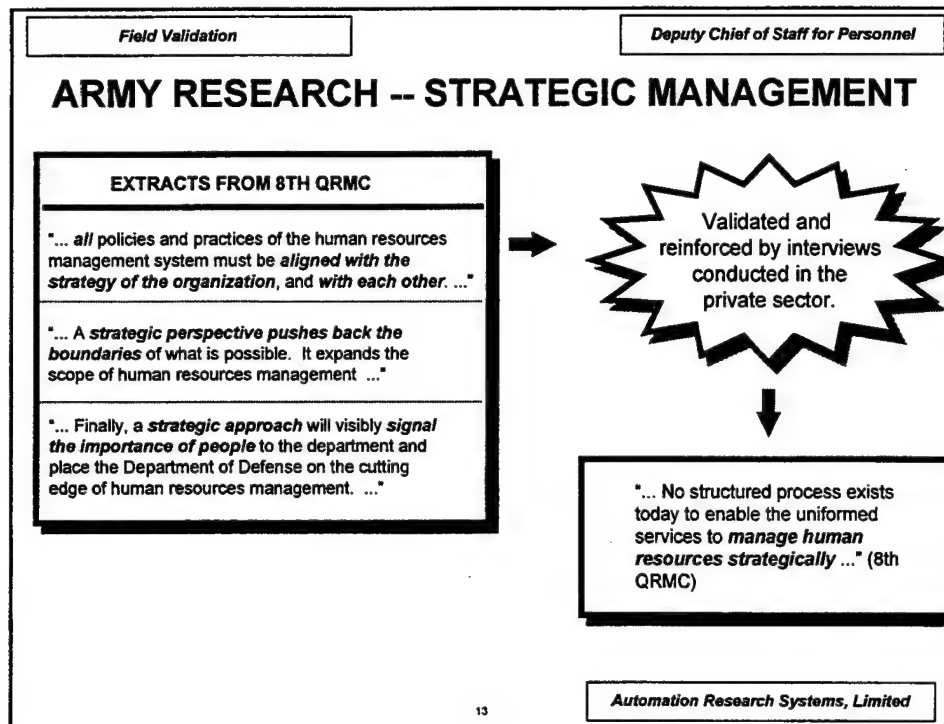 Field Validation
Deputy Chief of Staff for Personnel
ARMY RESEARCH -- STRATEGIC MANAGEMENT
EXTRACTS FROM 8TH QRMC
"... all policies and practices of the human resources
management system must be aligned with the
strategy of the organization, and with each other. ..."
"... A strategic perspective pushes back the
boundaries of what is possible. It expands the
scope of human resources management ..."
"... Finally, a strategic approach will visibly signal
the importance of people to the department and
place the Department of Defense on the cutting
edge of human resources management. ..."
Validated and
reinforced by interviews
conducted in the
private sector.
"... No structured process exists
today to enable the uniformed
services to manage human
resources strategically ..." (8th
QRMC)
13
Automation Research Systems, Limited